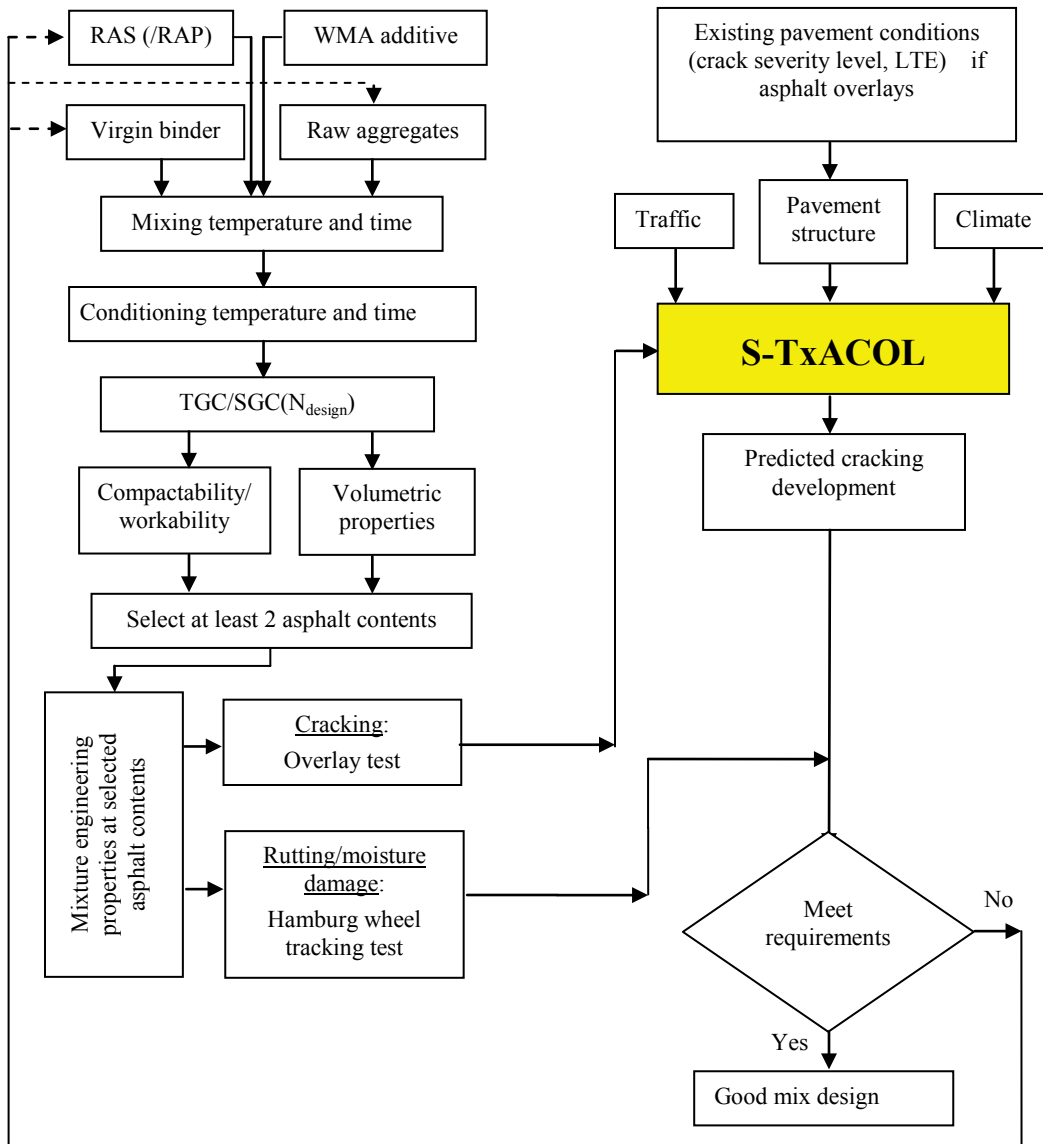 RAS (/RAP)
WMA additive
Virgin binder
Raw aggregates
Mixing temperature and time
Conditioning temperature and time
TGC/SGC(Ndesign)
Compactability/
workability
Volumetric
properties
Select at least 2 asphalt contents
Mixture engineering
properties at selected
asphalt contents
Cracking:
Overlay test
Rutting/moisture
damage:
Hamburg wheel
tracking test
Existing pavement conditions
(crack severity level, LTE) if
asphalt overlays
Traffic
Pavement
structure
Climate
S-TxACOL
Predicted cracking
development
Meet
requirements
No
Yes
Good mix design